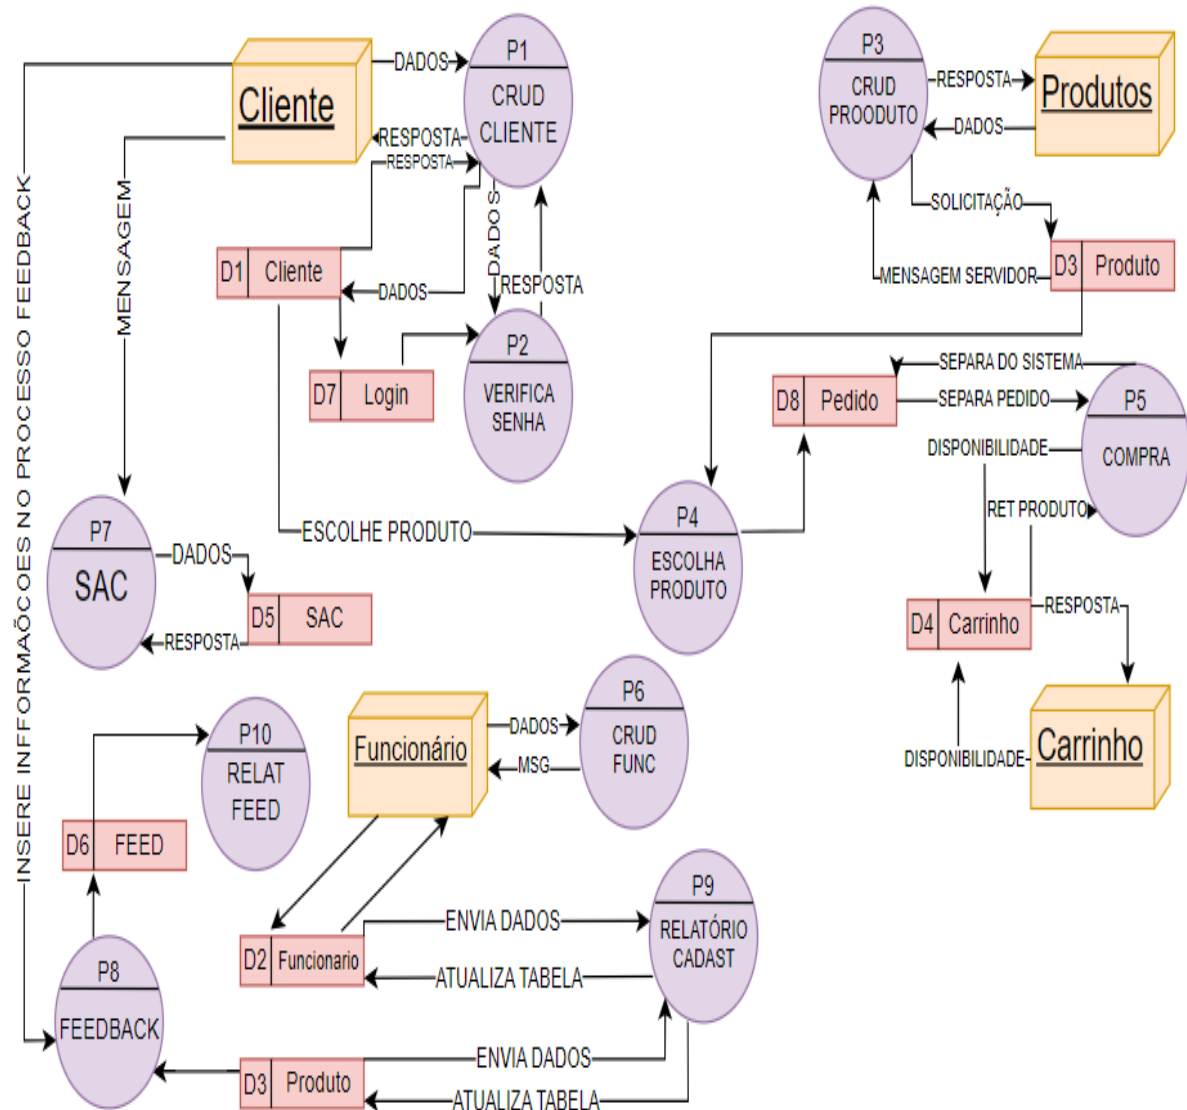 P1
CRUD
CLIENTE
DADOS
Cliente
RESPOSTA
RESPOSTA
P3
CRUD
PROODUTO
RESPOSTA
DADOS
Produtos
SOLICITAÇÃO
MENSAGEM SERVIDOR
D3 Produto
MENSAGEM
INSERE INFFORMAÕCOES NO PROCESSO FEEDBACK
D1 Cliente
DADOS
DADOS
RESPOSTA
D7 Login
P2
VERIFICA
SENHA
D8 Pedido
SEPARA DO SISTEMA
SEPARA PEDIDO
P5
COMPRA
DISPONIBILIDADE
RET PRODUTO
P7
SAC
DADOS
D5 SAC
RESPOSTA
ESCOLHE PRODUTO
P4
ESCOLHA
PRODUTO
D4 Carrinho
RESPOSTA
DISPONIBILIDADE
Carrinho
P10
RELAT
FEED
D6 FEED
Funcionário
DADOS
MSG
P6
CRUD
FUNC
P8
FEEDBACK
D2 Funcionario
ENVIA DADOS
ATUALIZA TABELA
P9
RELATÓRIO
CADAST
D3 Produto
ENVIA DADOS
ATUALIZA TABELA